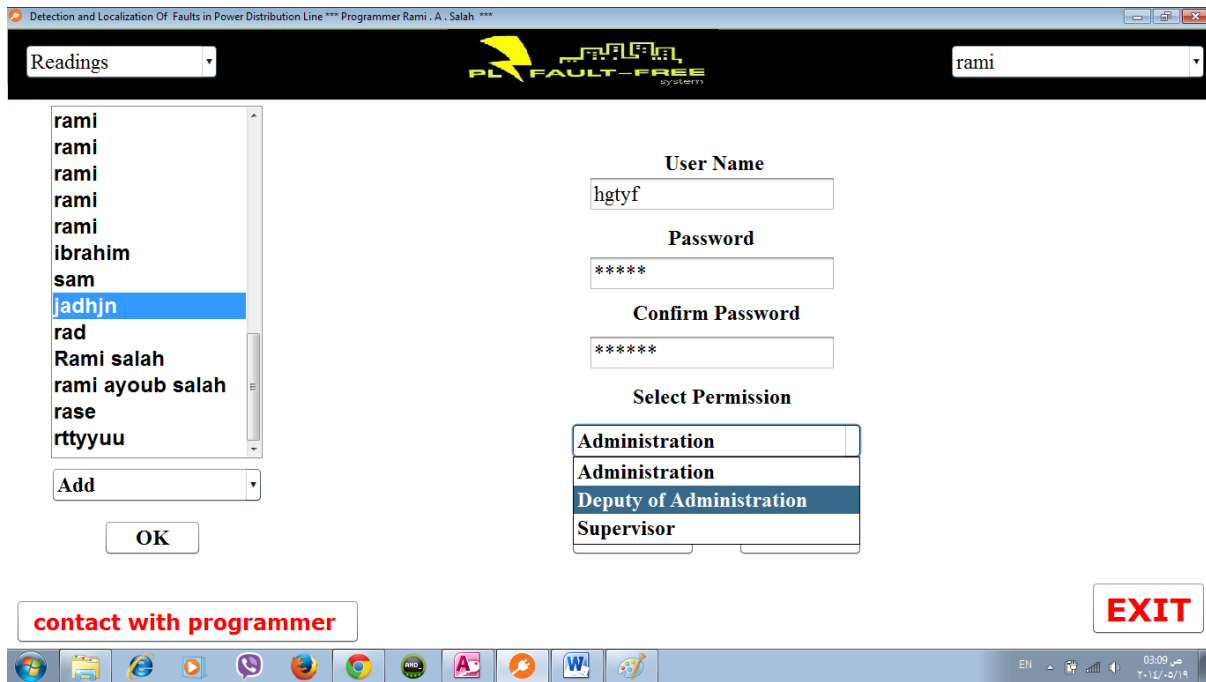 Detection and Localization Of Faults in Power Distribution Line *** Programmer Rami . A . Salah ***
Readings
PL FAULT-FREE
system
rami
rami
rami
rami
rami
rami
ibrahim
sam
jadhjn
rad
Rami salah
rami ayoub salah
rase
rttyyuu
Add
OK
User Name
hgtyf
Password
*****
Confirm Password
******
Select Permission
Administration
Administration
Deputy of Administration
Supervisor
contact with programmer
EXIT
EN
03:09 ص
٢٠١٤/٠٥/١٩